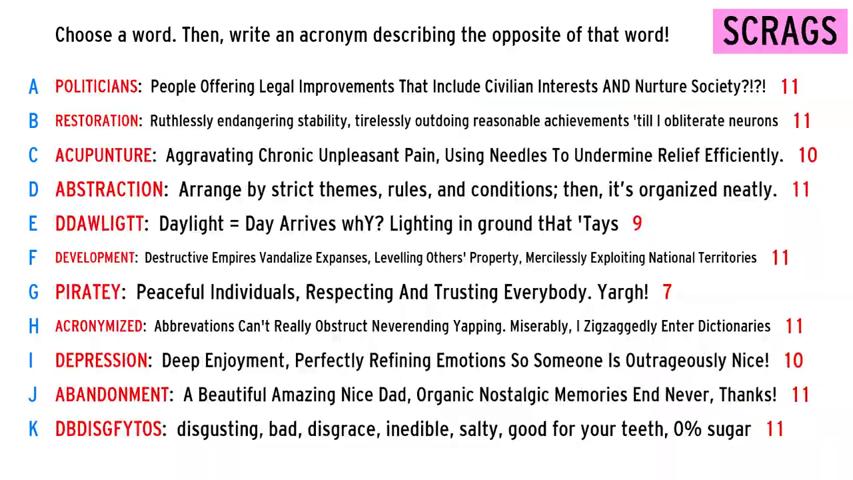 Choose a word. Then, write an acronym describing the opposite of that word!
SCRAGS
A POLITICIANS: People Offering Legal Improvements That Include Civilian Interests AND Nurture Society?!?! 11
B RESTORATION: Ruthlessly endangering stability, tirelessly outdoing reasonable achievements 'till I obliterate neurons 11
C ACUPUNTURE: Aggravating Chronic Unpleasant Pain, Using Needles To Undermine Relief Efficiently. 10
D ABSTRACTION: Arrange by strict themes, rules, and conditions; then, it's organized neatly. 11
E DDAWLIGTT: Daylight = Day Arrives whY? Lighting in ground tHat 'Tays 9
F DEVELOPMENT: Destructive Empires Vandalize Expanses, Levelling Others' Property, Mercilessly Exploiting National Territories 11
G PIRATEY: Peaceful Individuals, Respecting And Trusting Everybody. Yargh! 7
H ACRONYMIZED: Abbrevations Can't Really Obstruct Neverending Yapping. Miserably, I Zigzaggedly Enter Dictionaries 11
I DEPRESSION: Deep Enjoyment, Perfectly Refining Emotions So Someone Is Outrageously Nice! 10
J ABANDONMENT: A Beautiful Amazing Nice Dad, Organic Nostalgic Memories End Never, Thanks! 11
K DBDISGFYTOS: disgusting, bad, disgrace, inedible, salty, good for your teeth, 0% sugar 11